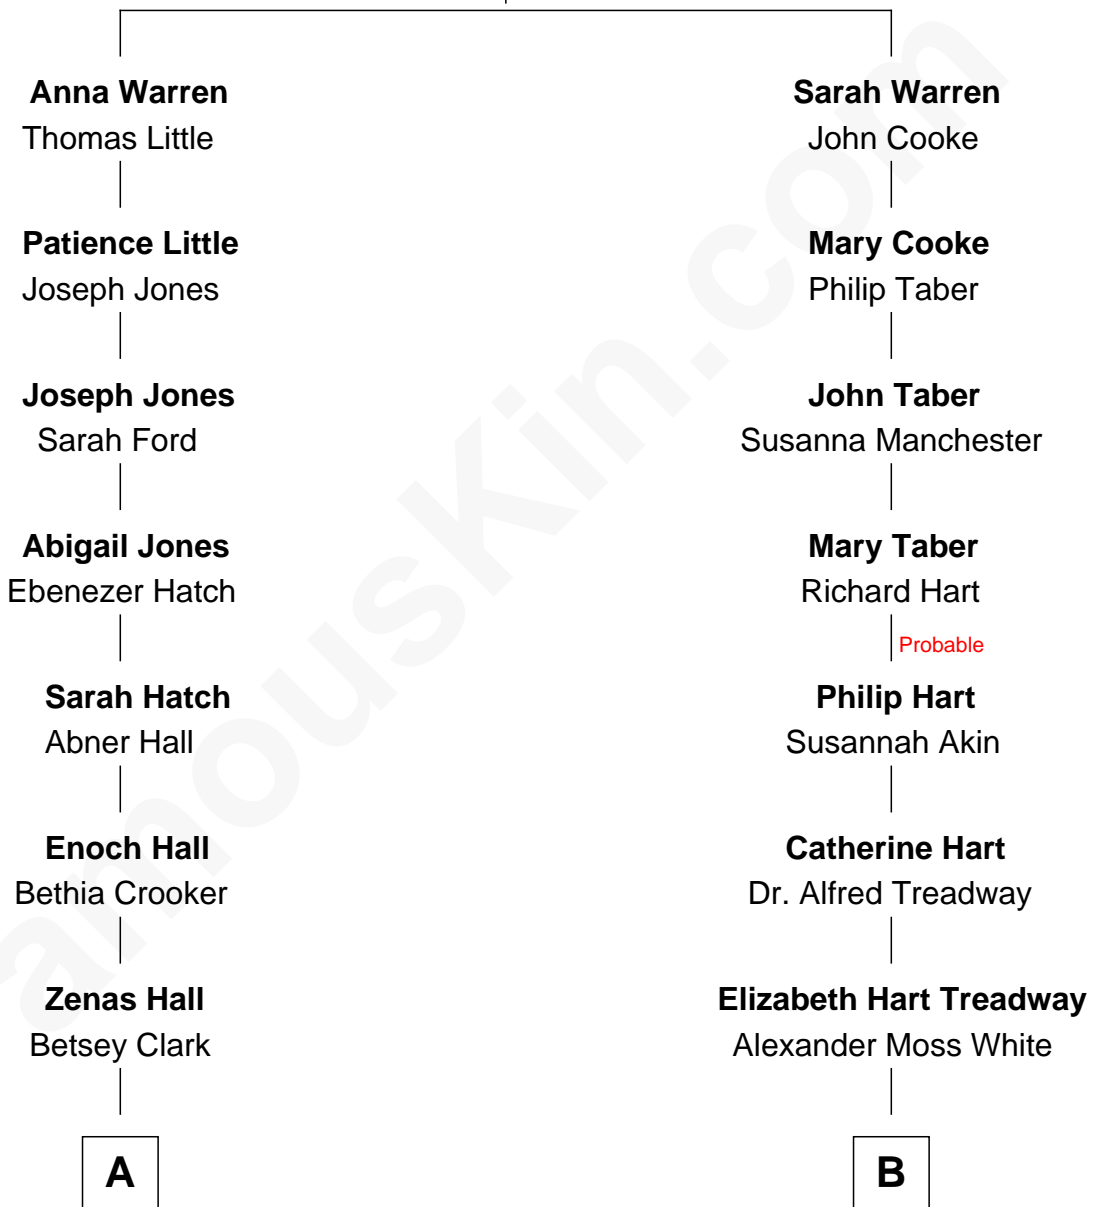 Anna Warren
Thomas Little
Patience Little
Joseph Jones
Joseph Jones
Sarah Ford
Abigail Jones
Ebenezer Hatch
Sarah Hatch
Abner Hall
Enoch Hall
Bethia Crooker
Zenas Hall
Betsey Clark
A
Sarah Warren
John Cooke
Mary Cooke
Philip Taber
John Taber
Susanna Manchester
Mary Taber
Richard Hart
Probable
Philip Hart
Susannah Akin
Catherine Hart
Dr. Alfred Treadway
Elizabeth Hart Treadway
Alexander Moss White
B
amousKin.com